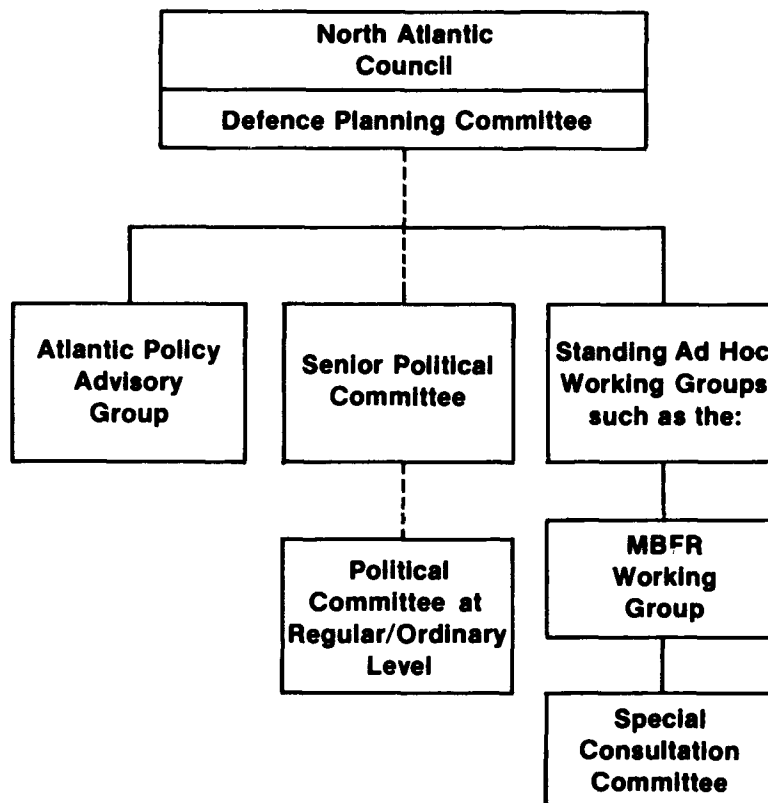 North Atlantic
Council
Defence Planning Committee
Atlantic Policy
Advisory
Group
Senior Political
Committee
Standing Ad Hoc
Working Groups
such as the:
Political
Committee at
Regular/Ordinary
Level
MBFR
Working
Group
Special
Consultation
Committee